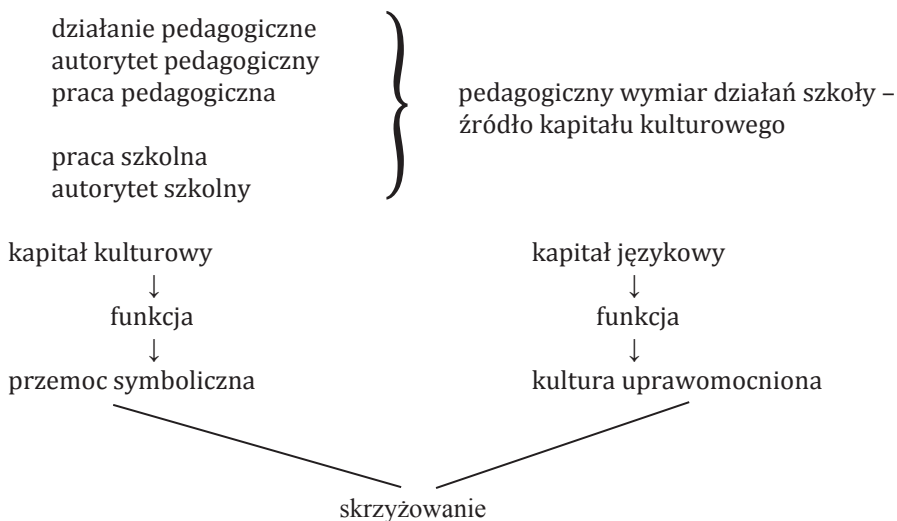 działanie pedagogiczne
autorytet pedagogiczny
praca pedagogiczna
praca szkolna
autorytet szkolny
pedagogiczny wymiar działań szkoły –
źródło kapitału kulturowego
kapitał kulturowy
↓
funkcja
↓
przemoc symboliczna
kapitał językowy
↓
funkcja
↓
kultura uprawomocniona
skrzyżowanie